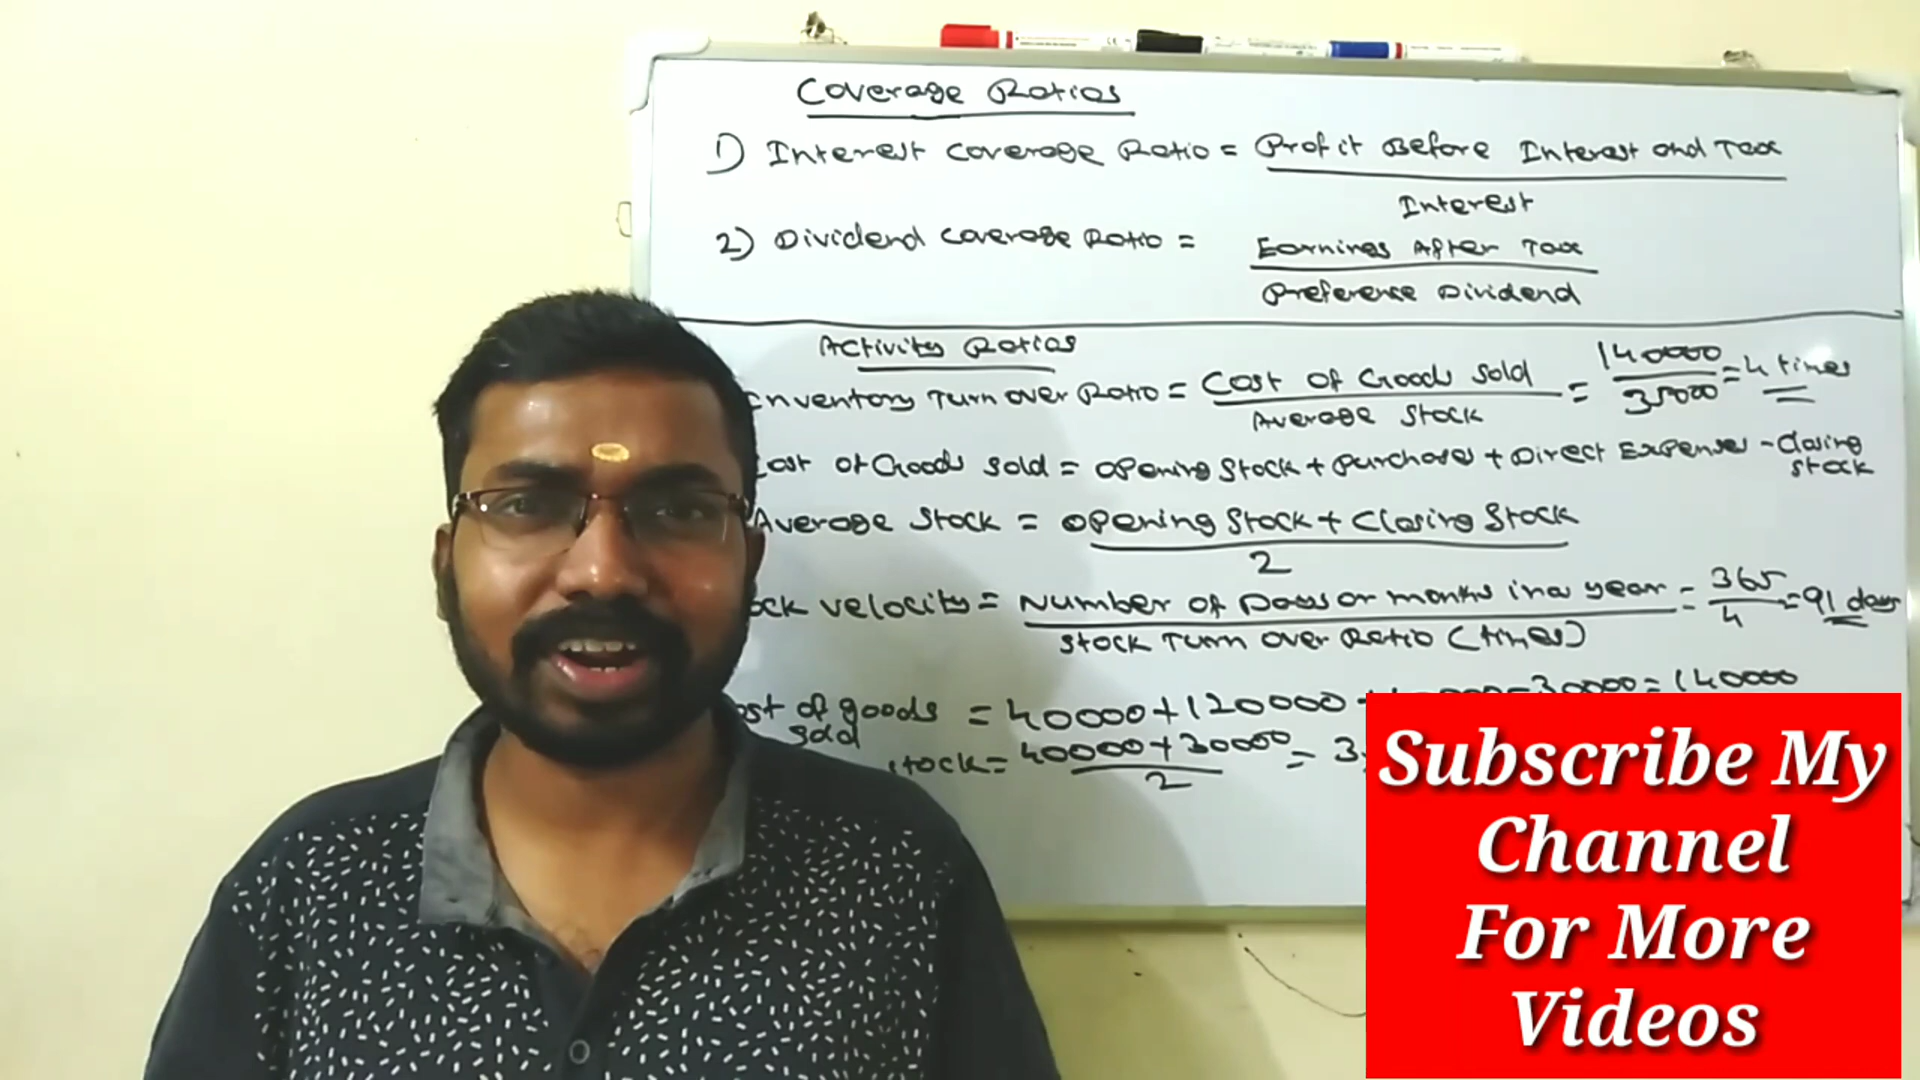 Coverage Ratios
1) Interest Coverage Ratio = Profit Before Interest and Tax
Interest
2) Dividend Coverage Ratio = Earnings After Tax
Preference Dividend
Activity Ratios
Inventory Turn over Ratio = Cost of Goods Sold = 140000 = 4 times
Average Stock 35000
Cost of Goods Sold = Opening Stock + Purchases + Direct Expenses - Closing
Stock
Average Stock = Opening Stock + Closing Stock
2
ock velocity = Number of Days or months in a year = 365 = 91 days
Stock Turn over Ratio (times) 4
ost of goods = 40000 + 120000 + - 30000 = 140000
sold
stock = 40000 + 30000 = 3
2
Subscribe My
Channel
For More
Videos